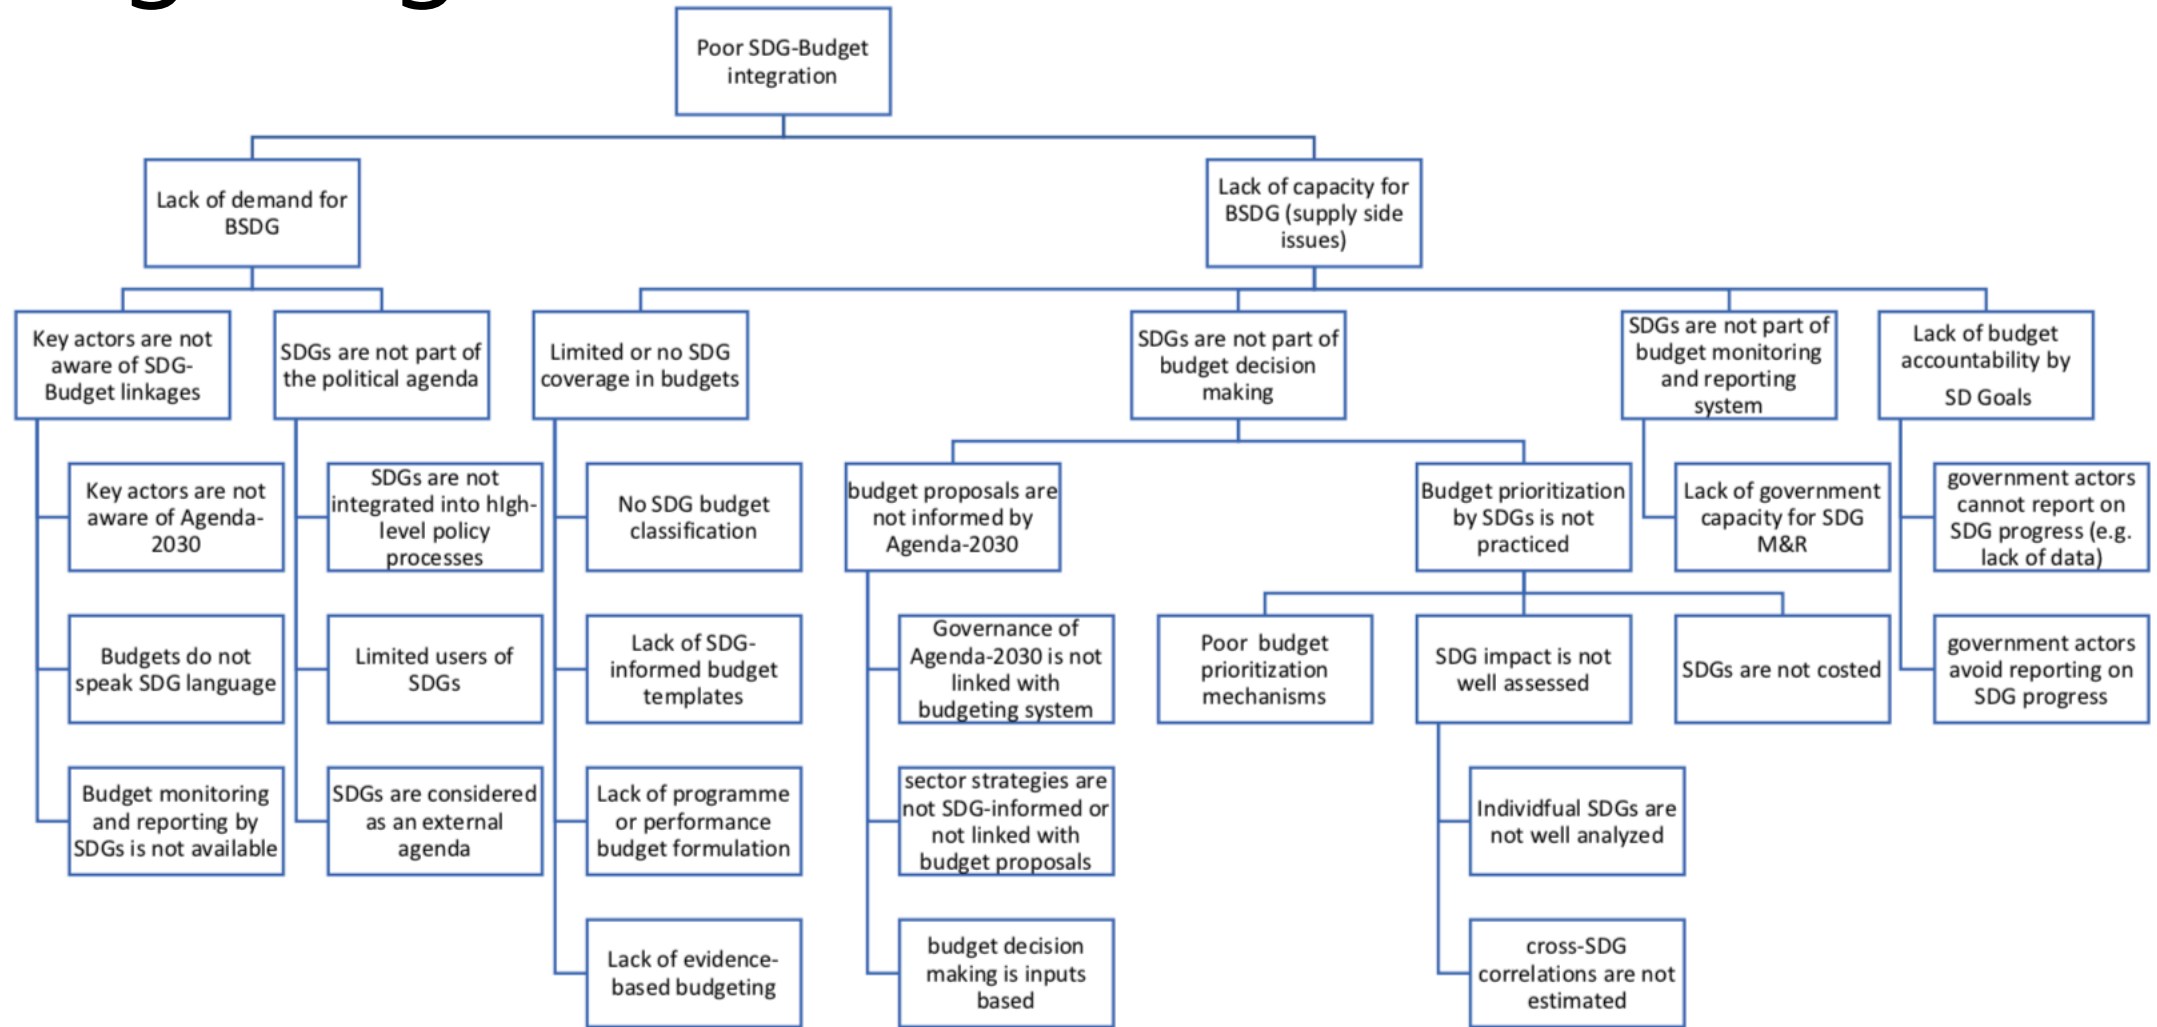 Poor SDG-Budget
integration
Lack of demand for
BSDG
Lack of capacity for
BSDG (supply side
issues)
Key actors are not
aware of SDG-
Budget linkages
SDGs are not part of
the political agenda
Limited or no SDG
coverage in budgets
SDGs are not part of
budget decision
making
SDGs are not part of
budget monitoring
and reporting
system
Lack of budget
accountability by
SD Goals
Key actors are not
aware of Agenda-
2030
SDGs are not
integrated into hIgh-
level policy
processes
No SDG budget
classification
budget proposals are
not informed by
Agenda-2030
Budget prioritization
by SDGs is not
practiced
Lack of government
capacity for SDG
M&R
government actors
cannot report on
SDG progress (e.g.
lack of data)
Budgets do not
speak SDG language
Limited users of
SDGs
Lack of SDG-
informed budget
templates
Governance of
Agenda-2030 is not
linked with
budgeting system
Poor  budget
prioritization
mechanisms
SDG impact is not
well assessed
SDGs are not costed
government actors
avoid reporting on
SDG progress
Budget monitoring
and reporting by
SDGs is not available
SDGs are considered
as an external
agenda
Lack of programme
or performance
budget formulation
sector strategies are
not SDG-informed or
not linked with
budget proposals
Individfual SDGs are
not well analyzed
Lack of evidence-
based budgeting
budget decision
making is inputs
based
cross-SDG
correlations are not
estimated